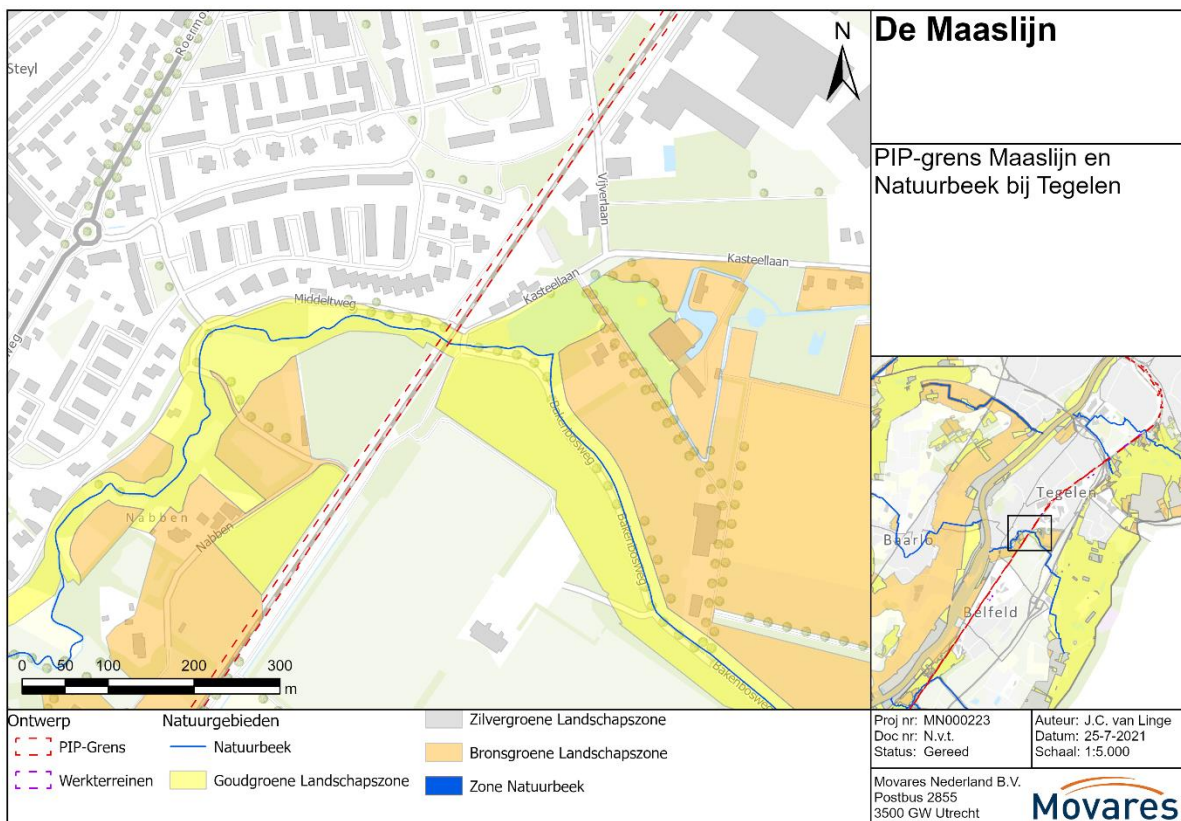 Steyl
Roermo
weg
Middeltweg
Vijverlaan
Kasteellaan
Kasteellaan
Bakenbosweg
Bakenbosweg
Bakenbosweg
Nabben
Nabben
N
0 50 100 200 300
m
De Maaslijn
PIP-grens Maaslijn en
Natuurbeek bij Tegelen
Tegelen
Baarlo
Belfeld
Ontwerp
PIP-Grens
Werkterreinen
Natuurgebieden
Natuurbeek
Goudgroene Landschapszone
Zilvergroene Landschapszone
Bronsgroene Landschapszone
Zone Natuurbeek
Proj nr: MN000223
Doc nr: N.v.t.
Status: Gereed
Auteur: J.C. van Linge
Datum: 25-7-2021
Schaal: 1:5.000
Movares Nederland B.V.
Postbus 2855
3500 GW Utrecht
Movares